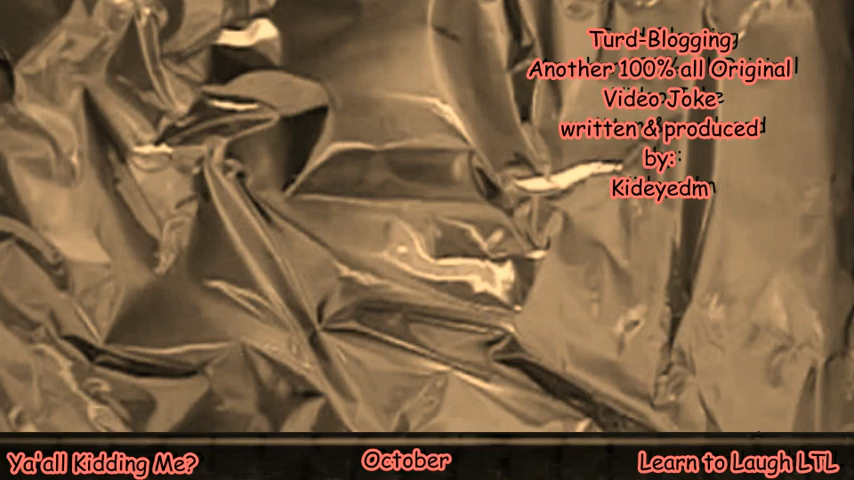 Turd-Blogging
Another 100% all Original
Video Joke
written & produced
by:
Kideyedm
Ya'all Kidding Me?
October
Learn to Laugh LTL